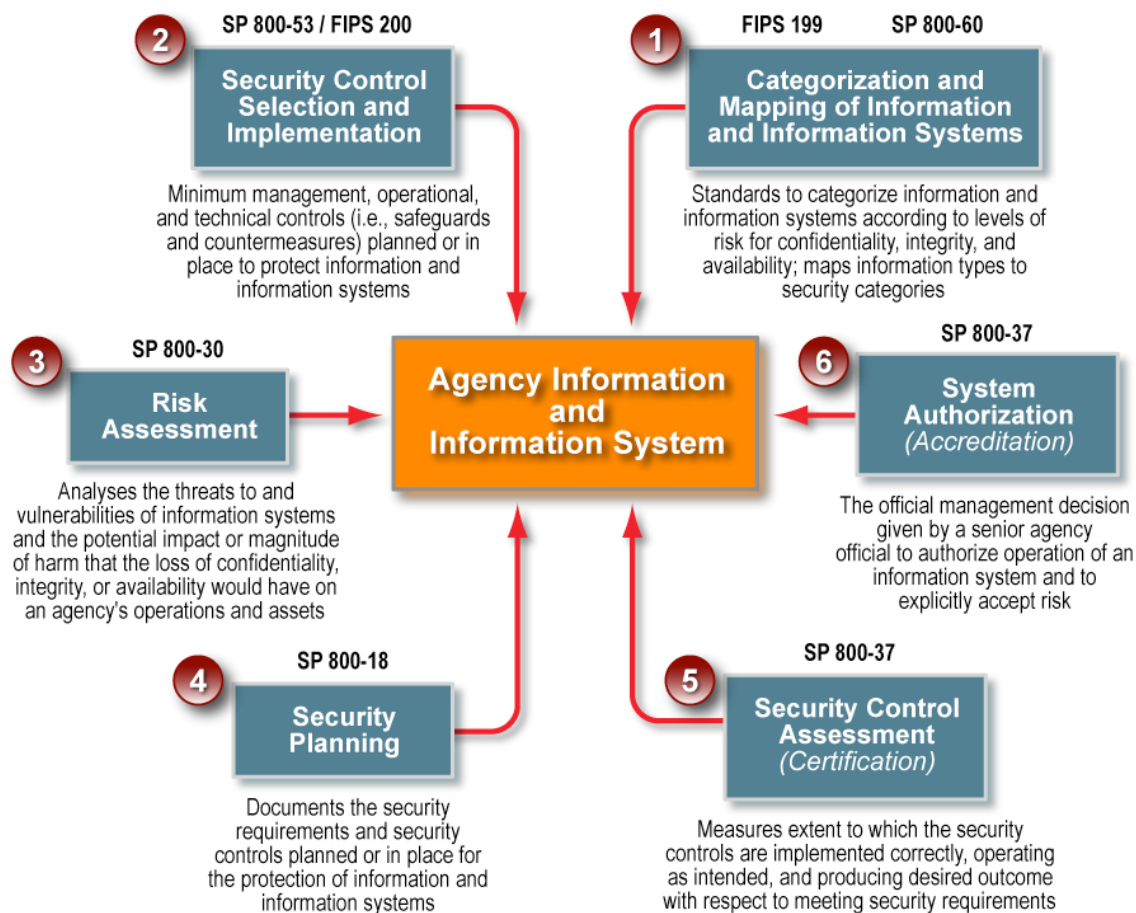 FIPS 199 SP 800-60
1
Categorization and
Mapping of Information
and Information Systems
Standards to categorize information and
information systems according to levels of
risk for confidentiality, integrity, and
availability; maps information types to
security categories
SP 800-53 / FIPS 200
2
Security Control
Selection and
Implementation
Minimum management, operational,
and technical controls (i.e., safeguards
and countermeasures) planned or in
place to protect information and
information systems
SP 800-30
3
Risk
Assessment
Analyses the threats to and
vulnerabilities of information systems
and the potential impact or magnitude
of harm that the loss of confidentiality,
integrity, or availability would have on
an agency's operations and assets
Agency Information
and
Information System
SP 800-18
4
Security
Planning
Documents the security
requirements and security
controls planned or in place for
the protection of information and
information systems
SP 800-37
5
Security Control
Assessment
(Certification)
Measures extent to which the security
controls are implemented correctly, operating
as intended, and producing desired outcome
with respect to meeting security requirements
SP 800-37
6
System
Authorization
(Accreditation)
The official management decision
given by a senior agency
official to authorize operation of an
information system and to
explicitly accept risk